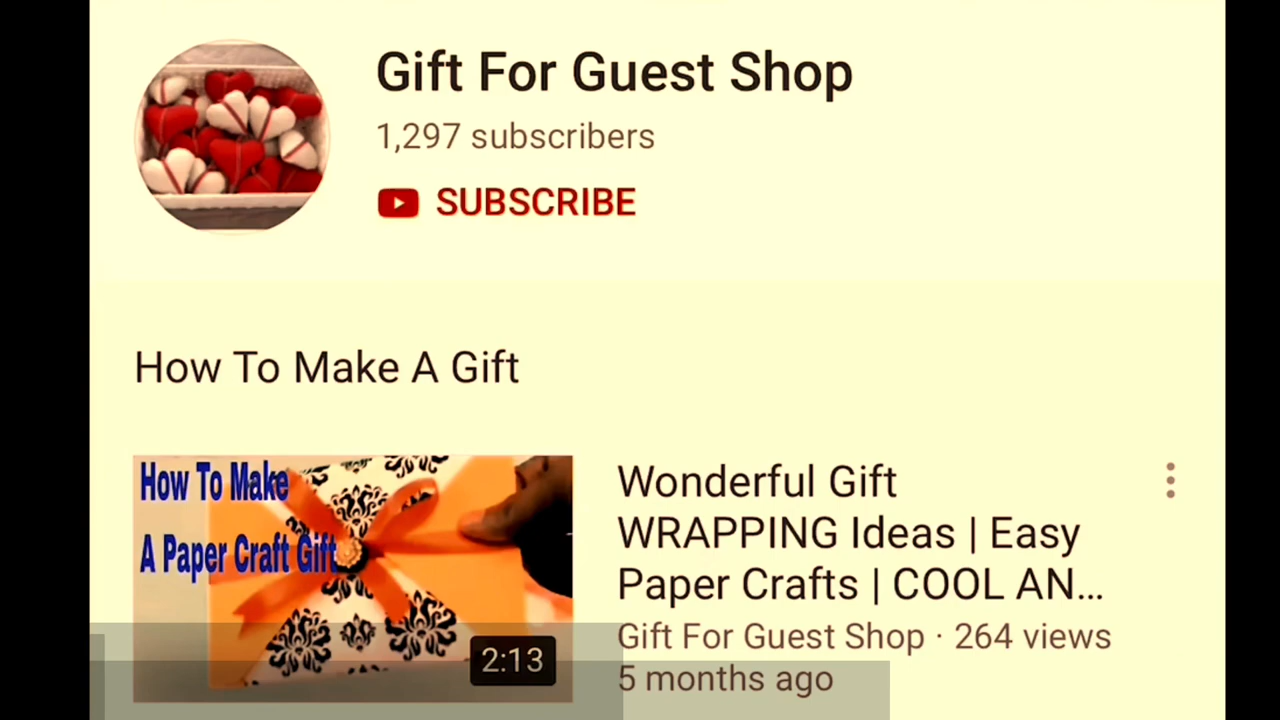 Gift For Guest Shop
1,297 subscribers
SUBSCRIBE
How To Make A Gift
How To Make
A Paper Craft Gift
2:13
Wonderful Gift
WRAPPING Ideas | Easy
Paper Crafts | COOL AN...
Gift For Guest Shop · 264 views
5 months ago